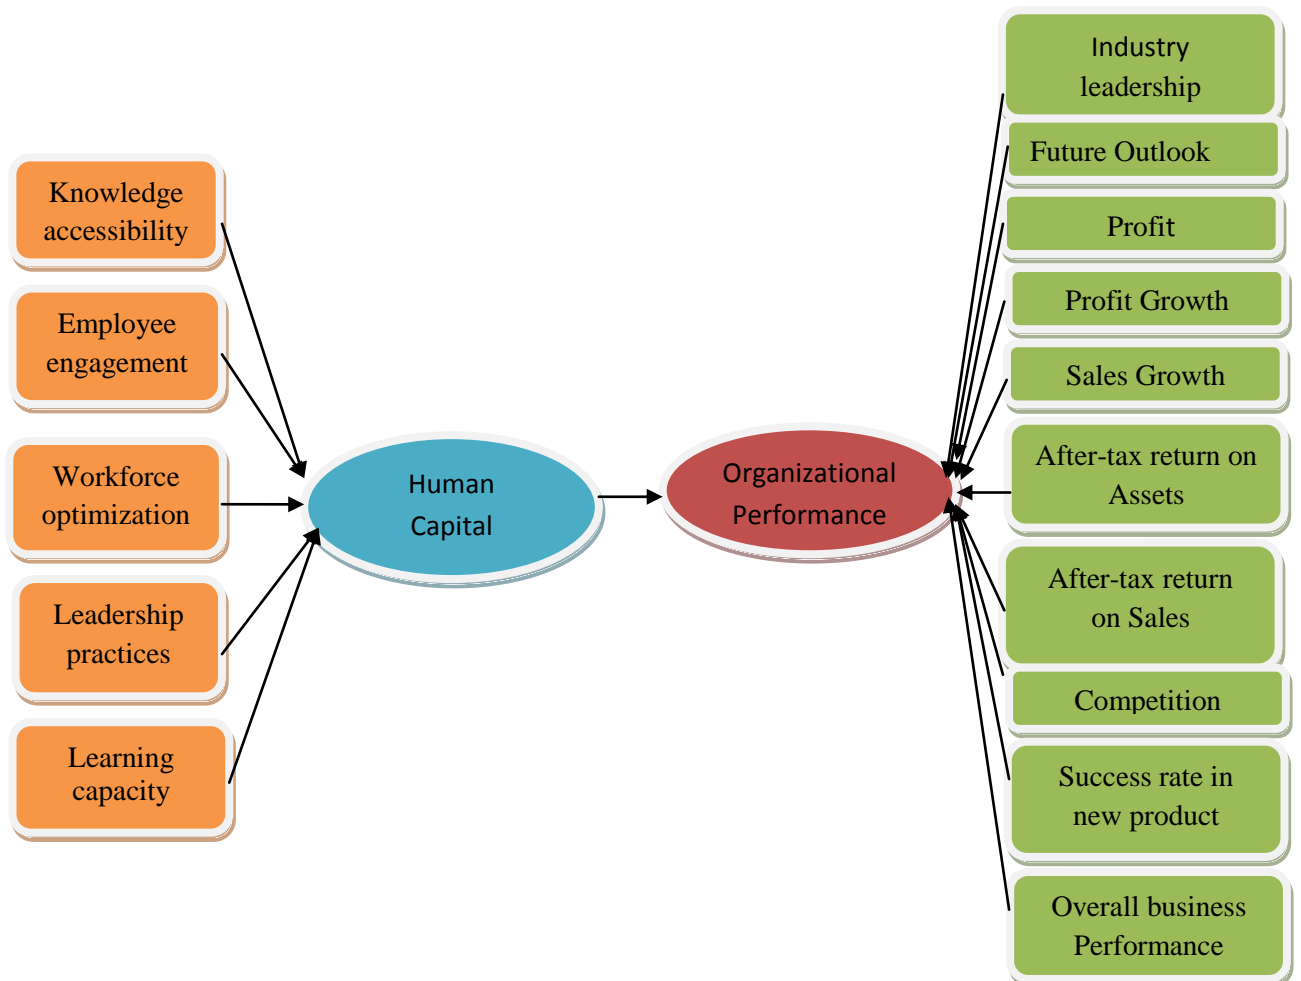 Knowledge
accessibility
Employee
engagement
Workforce
optimization
Leadership
practices
Learning
capacity
Human
Capital
Organizational
Performance
Industry
leadership
Future Outlook
Profit
Profit Growth
Sales Growth
After-tax return on
Assets
After-tax return
on Sales
Competition
Success rate in
new product
Overall business
Performance